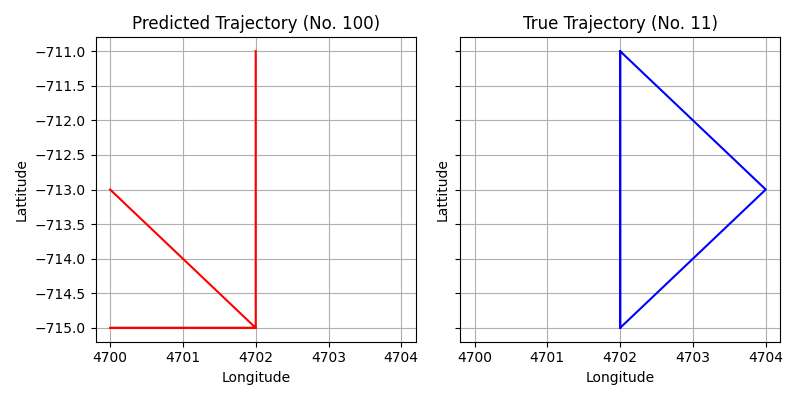 Predicted Trajectory (No. 100)
−711.0
−711.5
−712.0
−712.5
−713.0
−713.5
−714.0
−714.5
−715.0
Lattitude
4700 4701 4702 4703 4704
Longitude
True Trajectory (No. 11)
Lattitude
4700 4701 4702 4703 4704
Longitude